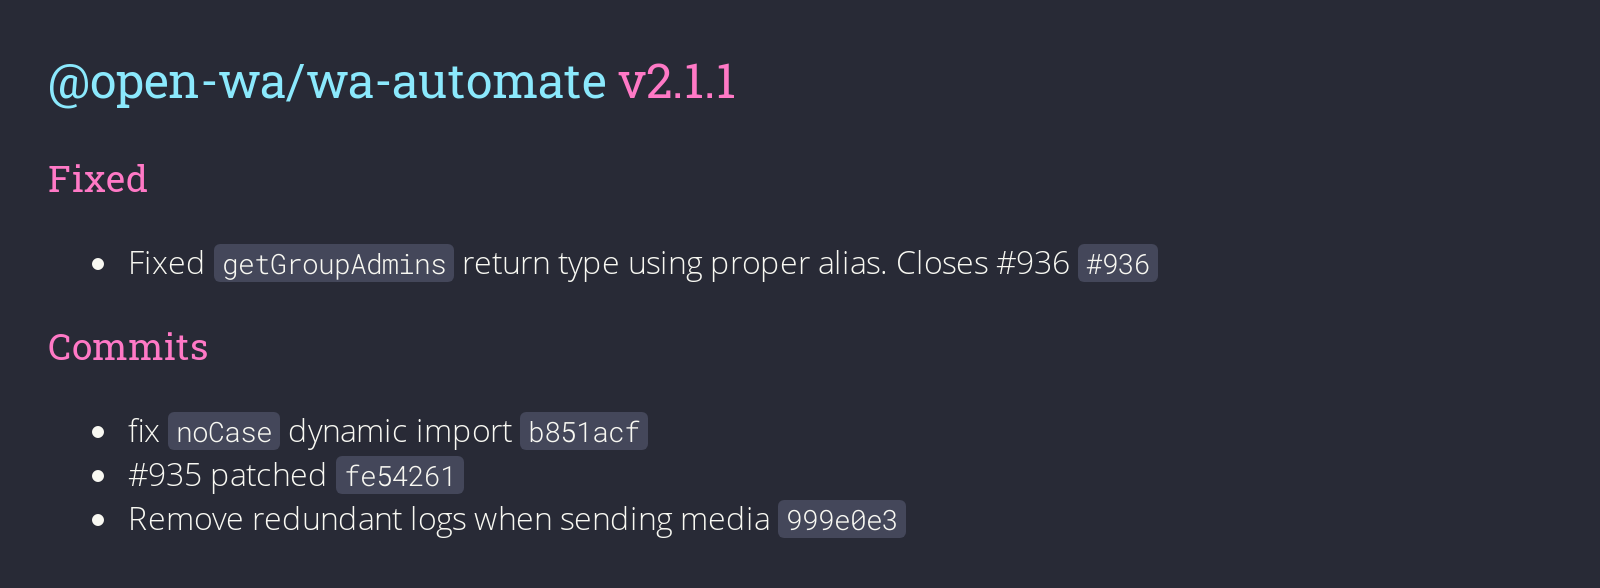 @open-wa/wa-automate v2.1.1
Fixed
Fixed getGroupAdmins return type using proper alias. Closes #936 #936
Commits
fix noCase dynamic import b851acf
#935 patched fe54261
Remove redundant logs when sending media 999e0e3